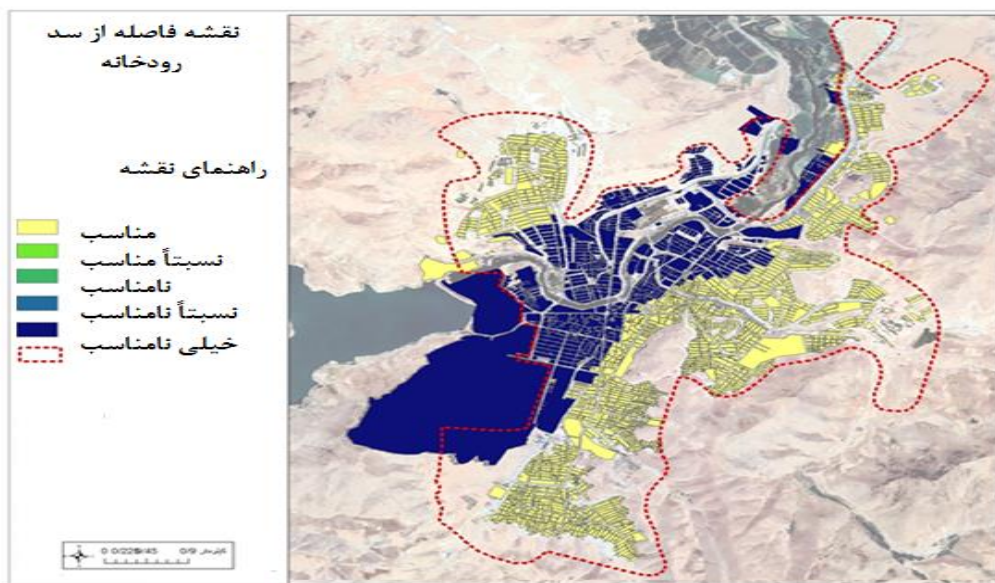 نقشه فاصله از سد
رودخانه
راهنمای نقشه
مناسب
نسبتاً مناسب
نامناسب
نسبتاً نامناسب
خیلی نامناسب